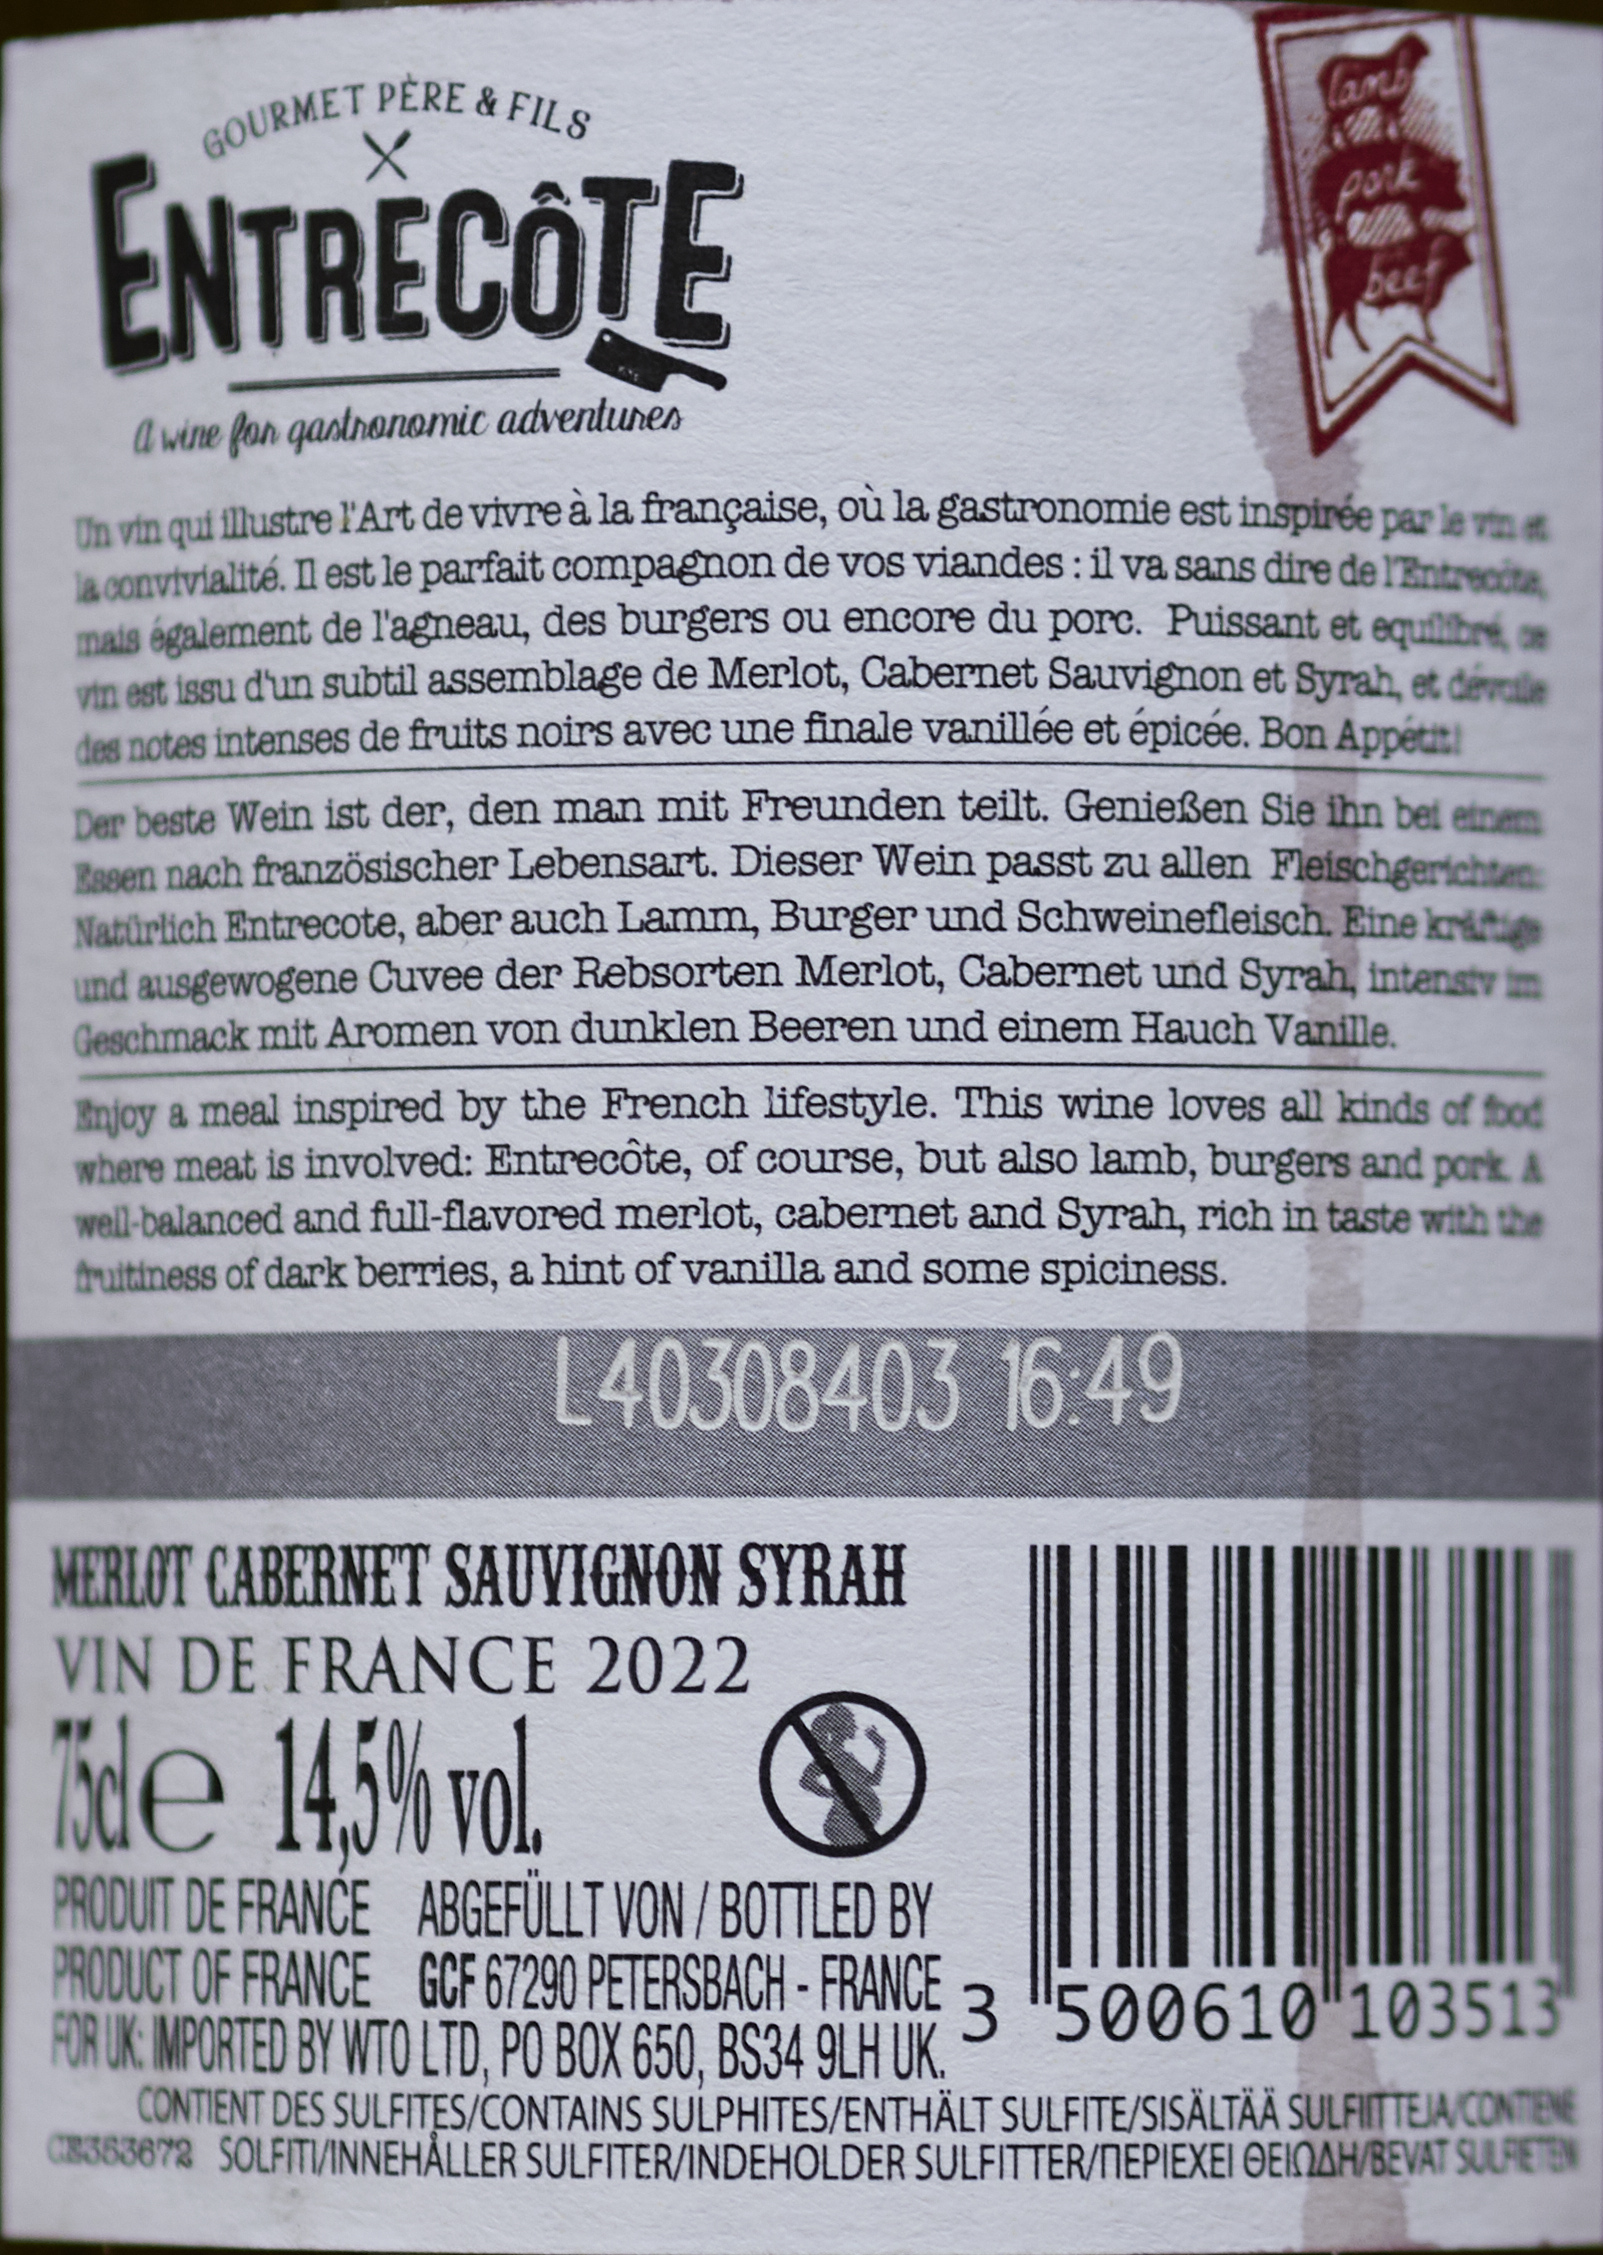 GOURMET PÈRE & FILS
ENTRECÔTE
A wine for gastronomic adventures
lamb
pork
beef
Un vin qui illustre l'Art de vivre à la française, où la gastronomie est inspirée par le vin et
la convivialité. Il est le parfait compagnon de vos viandes : il va sans dire de l'Entrecôte,
mais également de l'agneau, des burgers ou encore du porc. Puissant et equilibré, ce
vin est issu d'un subtil assemblage de Merlot, Cabernet Sauvignon et Syrah, et dévoile
des notes intenses de fruits noirs avec une finale vanillée et épicée. Bon Appétit!
Der beste Wein ist der, den man mit Freunden teilt. Genießen Sie ihn bei einem
Essen nach französischer Lebensart. Dieser Wein passt zu allen Fleischgerichten:
Natürlich Entrecote, aber auch Lamm, Burger und Schweinefleisch. Eine kräftige
und ausgewogene Cuvee der Rebsorten Merlot, Cabernet und Syrah, intensiv im
Geschmack mit Aromen von dunklen Beeren und einem Hauch Vanille.
Enjoy a meal inspired by the French lifestyle. This wine loves all kinds of food
where meat is involved: Entrecôte, of course, but also lamb, burgers and pork. A
well-balanced and full-flavored merlot, cabernet and Syrah, rich in taste with the
fruitiness of dark berries, a hint of vanilla and some spiciness.
L40308403 16:49
MERLOT CABERNET SAUVIGNON SYRAH
VIN DE FRANCE 2022
75cl e 14,5% vol.
PRODUIT DE FRANCE ABGEFÜLLT VON / BOTTLED BY
PRODUCT OF FRANCE GCF 67290 PETERSBACH - FRANCE
FOR UK: IMPORTED BY WTO LTD, PO BOX 650, BS34 9LH UK.
3 500610 103513
CONTIENT DES SULFITES/CONTAINS SULPHITES/ENTHÄLT SULFITE/SISÄLTÄÄ SULFIITTEJA/CONTIENE
CE353672 SOLFITI/INNEHÅLLER SULFITER/INDEHOLDER SULFITTER/ΠΕΡΙΕΧΕΙ ΘΕΙΩΔΗ/BEVAT SULFIETEN